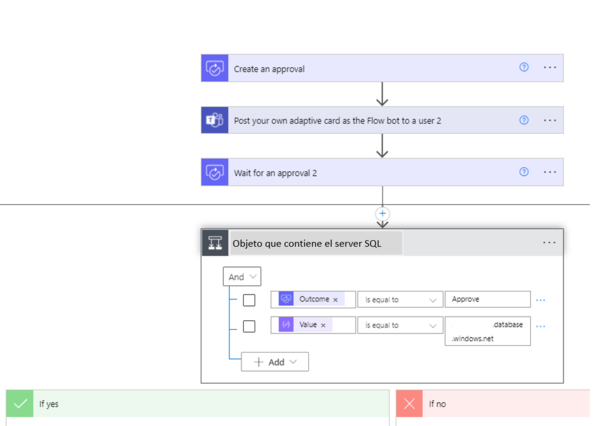 Create an approval
Post your own adaptive card as the Flow bot to a user 2
Wait for an approval 2
Objeto que contiene el server SQL
And
Outcome x is equal to Approve
Value x is equal to .database
.windows.net
Add
If yes
If no